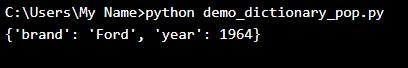 C:\Users\My Name>python demo_dictionary_pop.py
{'brand': 'Ford', 'year': 1964}